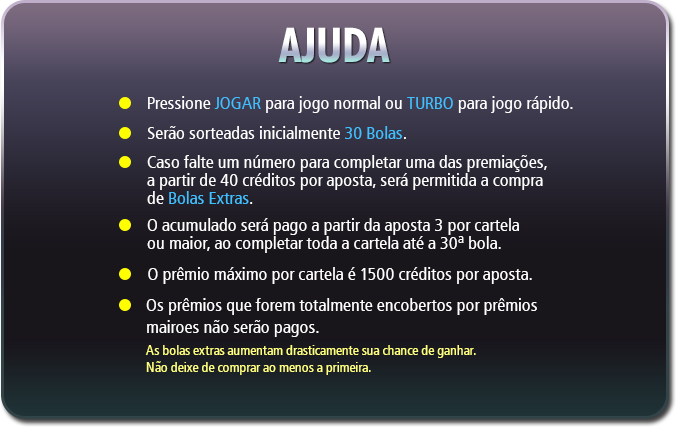 AJUDA
Pressione JOGAR para jogo normal ou TURBO para jogo rápido.
Serão sorteadas inicialmente 30 Bolas.
Caso falte um número para completar uma das premiações,
a partir de 40 créditos por aposta, será permitida a compra
de Bolas Extras.
O acumulado será pago a partir da aposta 3 por cartela
ou maior, ao completar toda a cartela até a 30ª bola.
O prêmio máximo por cartela é 1500 créditos por aposta.
Os prêmios que forem totalmente encobertos por prêmios
mairoes não serão pagos.
As bolas extras aumentam drasticamente sua chance de ganhar.
Não deixe de comprar ao menos a primeira.